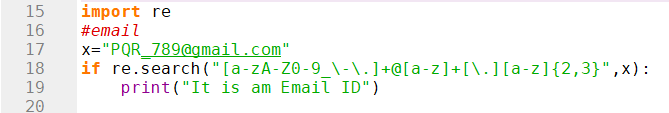 15 import re
16 #email
17 x="PQR_789@gmail.com"
18 if re.search("[a-zA-Z0-9_\-\.]+@[a-z]+[\.][a-z]{2,3}",x):
19     print("It is am Email ID")
20